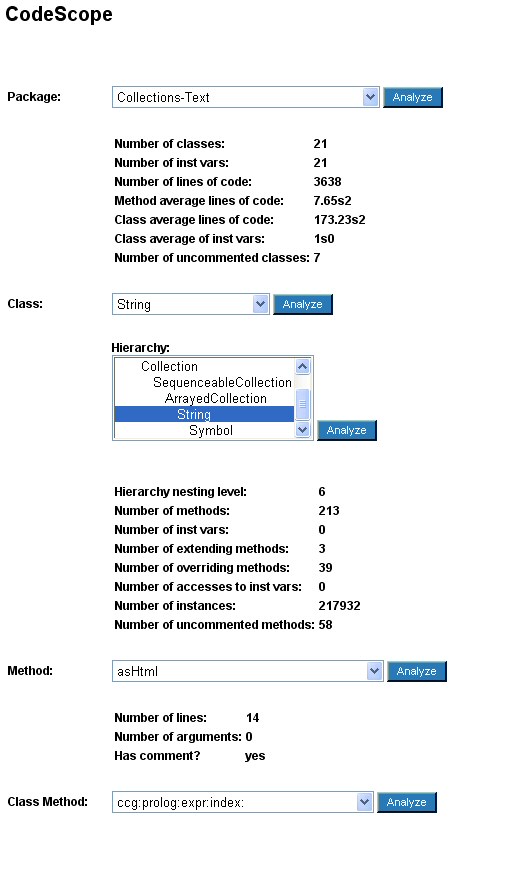 CodeScope
Package: Collections-Text Analyze
Number of classes: 21
Number of inst vars: 21
Number of lines of code: 3638
Method average lines of code: 7.65s2
Class average lines of code: 173.23s2
Class average of inst vars: 1s0
Number of uncommented classes: 7
Class: String Analyze
Hierarchy:
Collection
SequenceableCollection
ArrayedCollection
String
Symbol
Analyze
Hierarchy nesting level: 6
Number of methods: 213
Number of inst vars: 0
Number of extending methods: 3
Number of overriding methods: 39
Number of accesses to inst vars: 0
Number of instances: 217932
Number of uncommented methods: 58
Method: asHtml Analyze
Number of lines: 14
Number of arguments: 0
Has comment? yes
Class Method: ccg:prolog:expr:index: Analyze